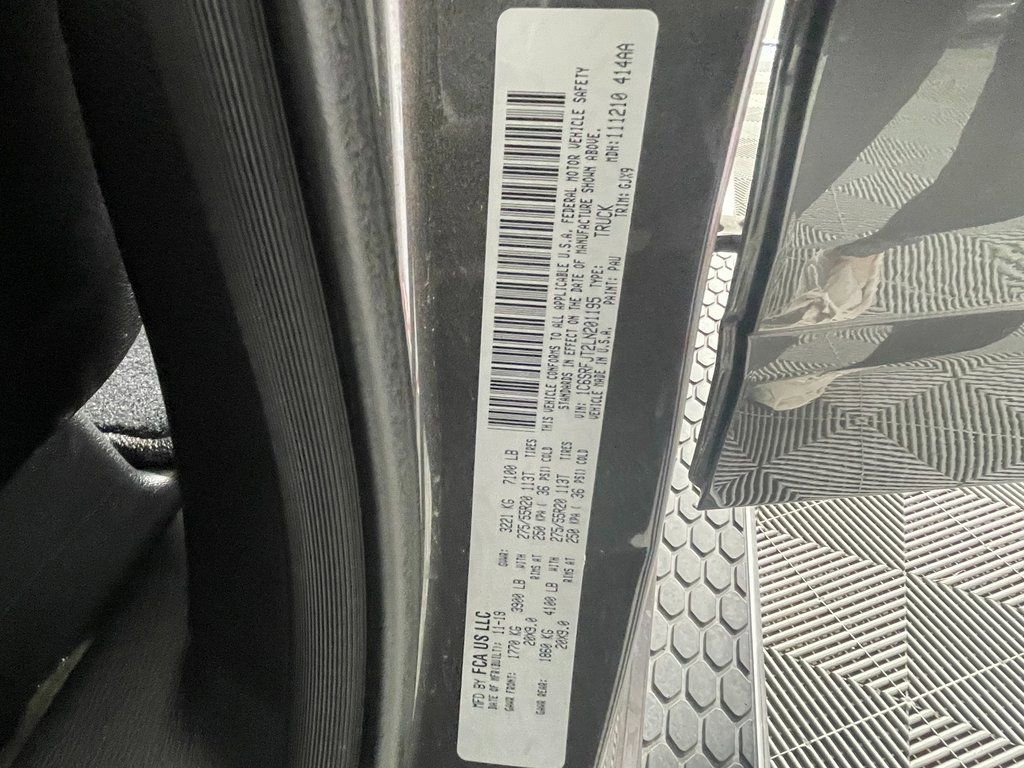 MFD BY FCA US LLC
DATE OF MFR(BUILT): 11-19 GVWR: 3221 KG 7100 LB
GAWR FRONT: 1770 KG 3900 LB WITH 275/55R20 113T TIRES
20X9.0 RIMS AT 250 KPA ( 36 PSI) COLD
GAWR REAR: 1860 KG 4100 LB WITH 275/55R20 113T TIRES
20X9.0 RIMS AT 250 KPA ( 36 PSI) COLD
THIS VEHICLE CONFORMS TO ALL APPLICABLE U.S.A. FEDERAL MOTOR VEHICLE SAFETY
STANDARDS IN EFFECT ON THE DATE OF MANUFACTURE SHOWN ABOVE.
VIN: 1C6SRFJT2LN201195 TYPE: TRUCK MDH:111210 414AA
VEHICLE MADE IN U.S.A. PAINT: PAU TRIM: GJX9